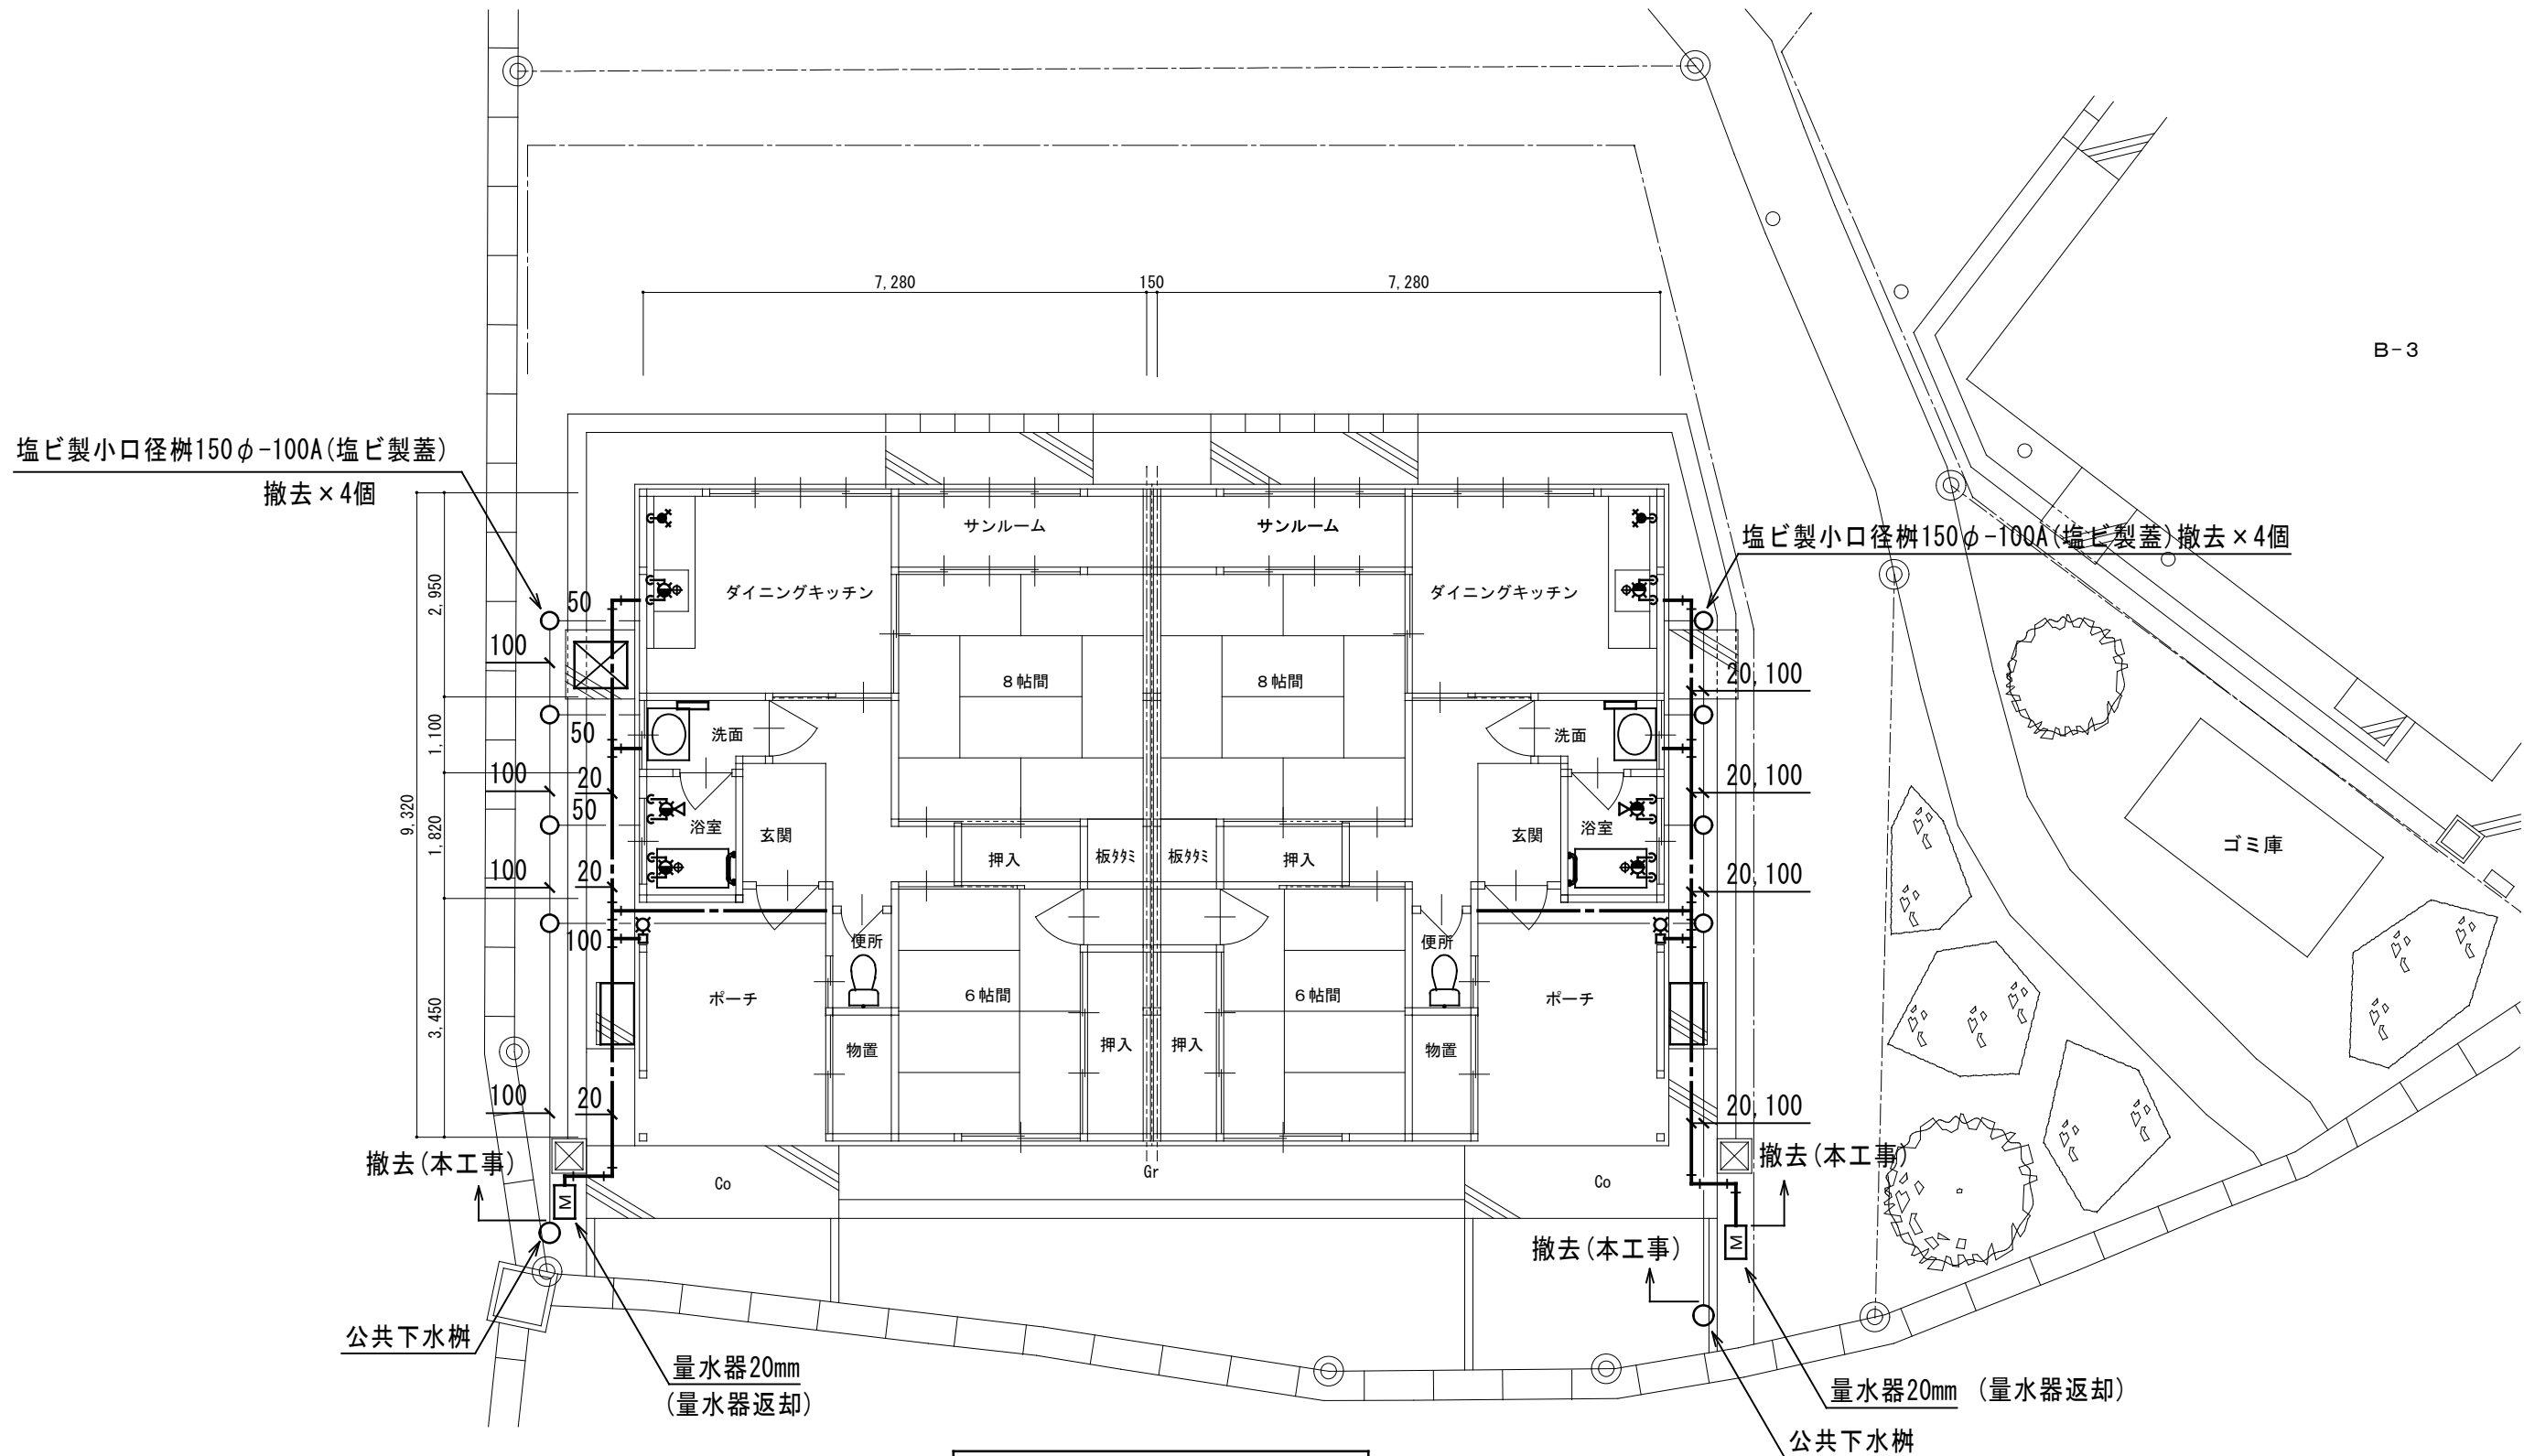 7,280
150
7,280
B-3
塩ビ製小口径桝150φ-100A(塩ビ製蓋)
撤去×4個
塩ビ製小口径桝150φ-100A(塩ビ製蓋)撤去×4個
サンルーム
サンルーム
ダイニングキッチン
ダイニングキッチン
2,950
1,100
1,820
3,450
9,320
50
100
50
100
20
50
100
20
100
100
20
20,100
20,100
20,100
20,100
8帖間
8帖間
洗面
洗面
浴室
玄関
玄関
浴室
押入
板タタミ
板タタミ
押入
ゴミ庫
便所
便所
ポーチ
6帖間
6帖間
ポーチ
物置
押入
押入
物置
撤去(本工事)
撤去(本工事)
Co
Gr
Co
M
M
撤去(本工事)
公共下水桝
量水器20mm
(量水器返却)
量水器20mm (量水器返却)
公共下水桝